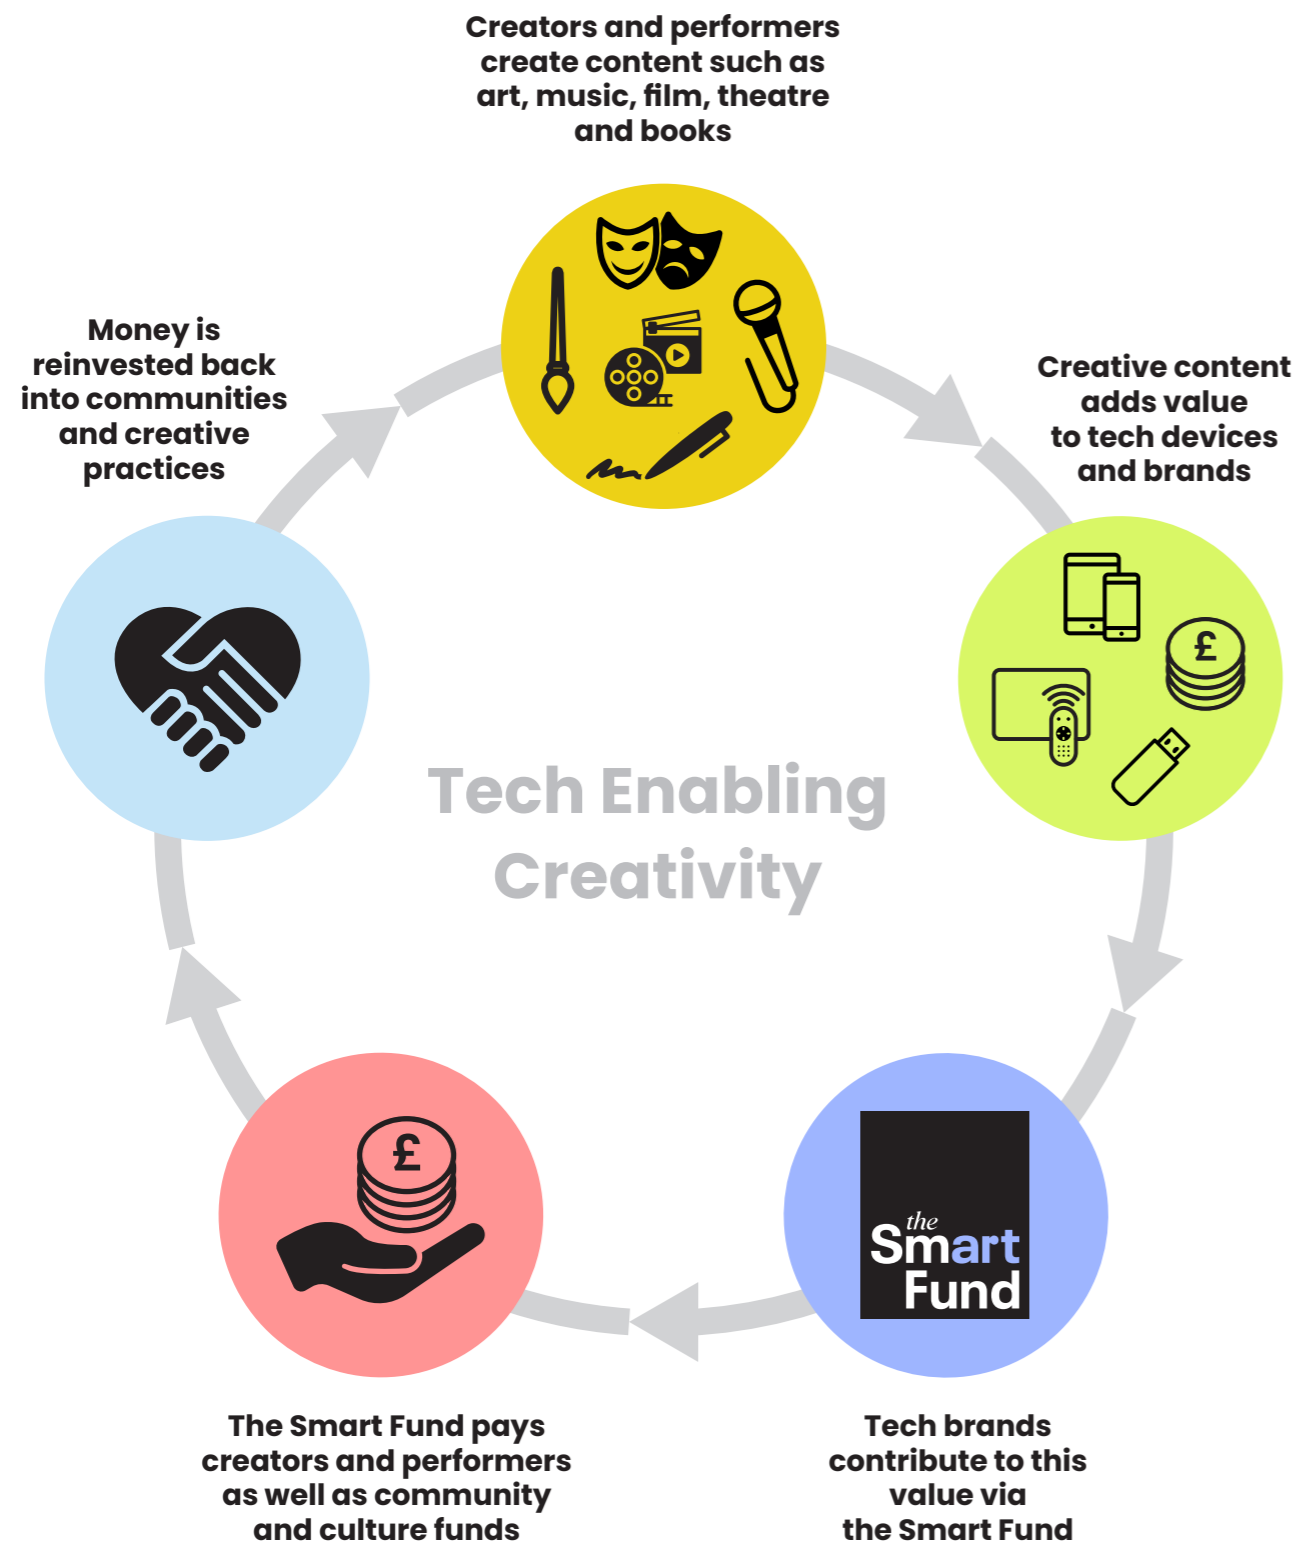 Creators and performers
create content such as
art, music, film, theatre
and books
Creative content
adds value
to tech devices
and brands
£
Tech brands
contribute to this
value via
the Smart Fund
the
Smart
Fund
The Smart Fund pays
creators and performers
as well as community
and culture funds
£
Money is
reinvested back
into communities
and creative
practices
Tech Enabling
Creativity